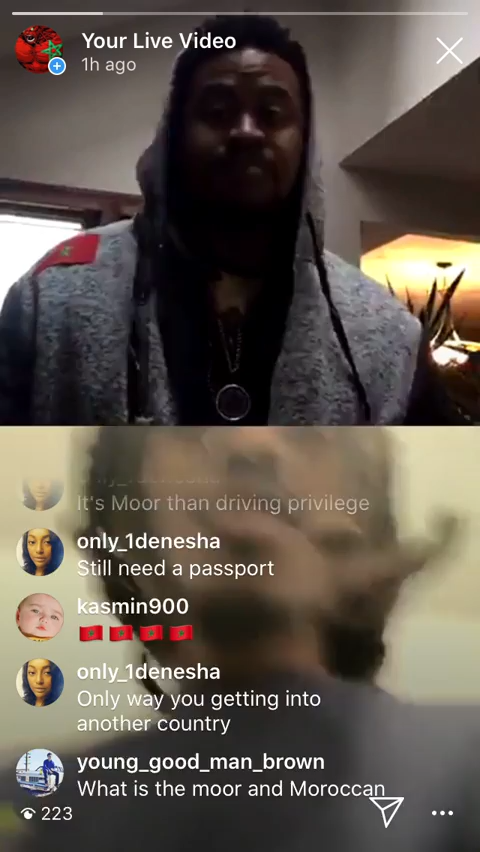 Your Live Video
1h ago
It's Moor than driving privilege
only_1denesha
Still need a passport
kasmin900
🇲🇦 🇲🇦 🇲🇦 🇲🇦
only_1denesha
Only way you getting into
another country
young_good_man_brown
What is the moor and Moroccan
223